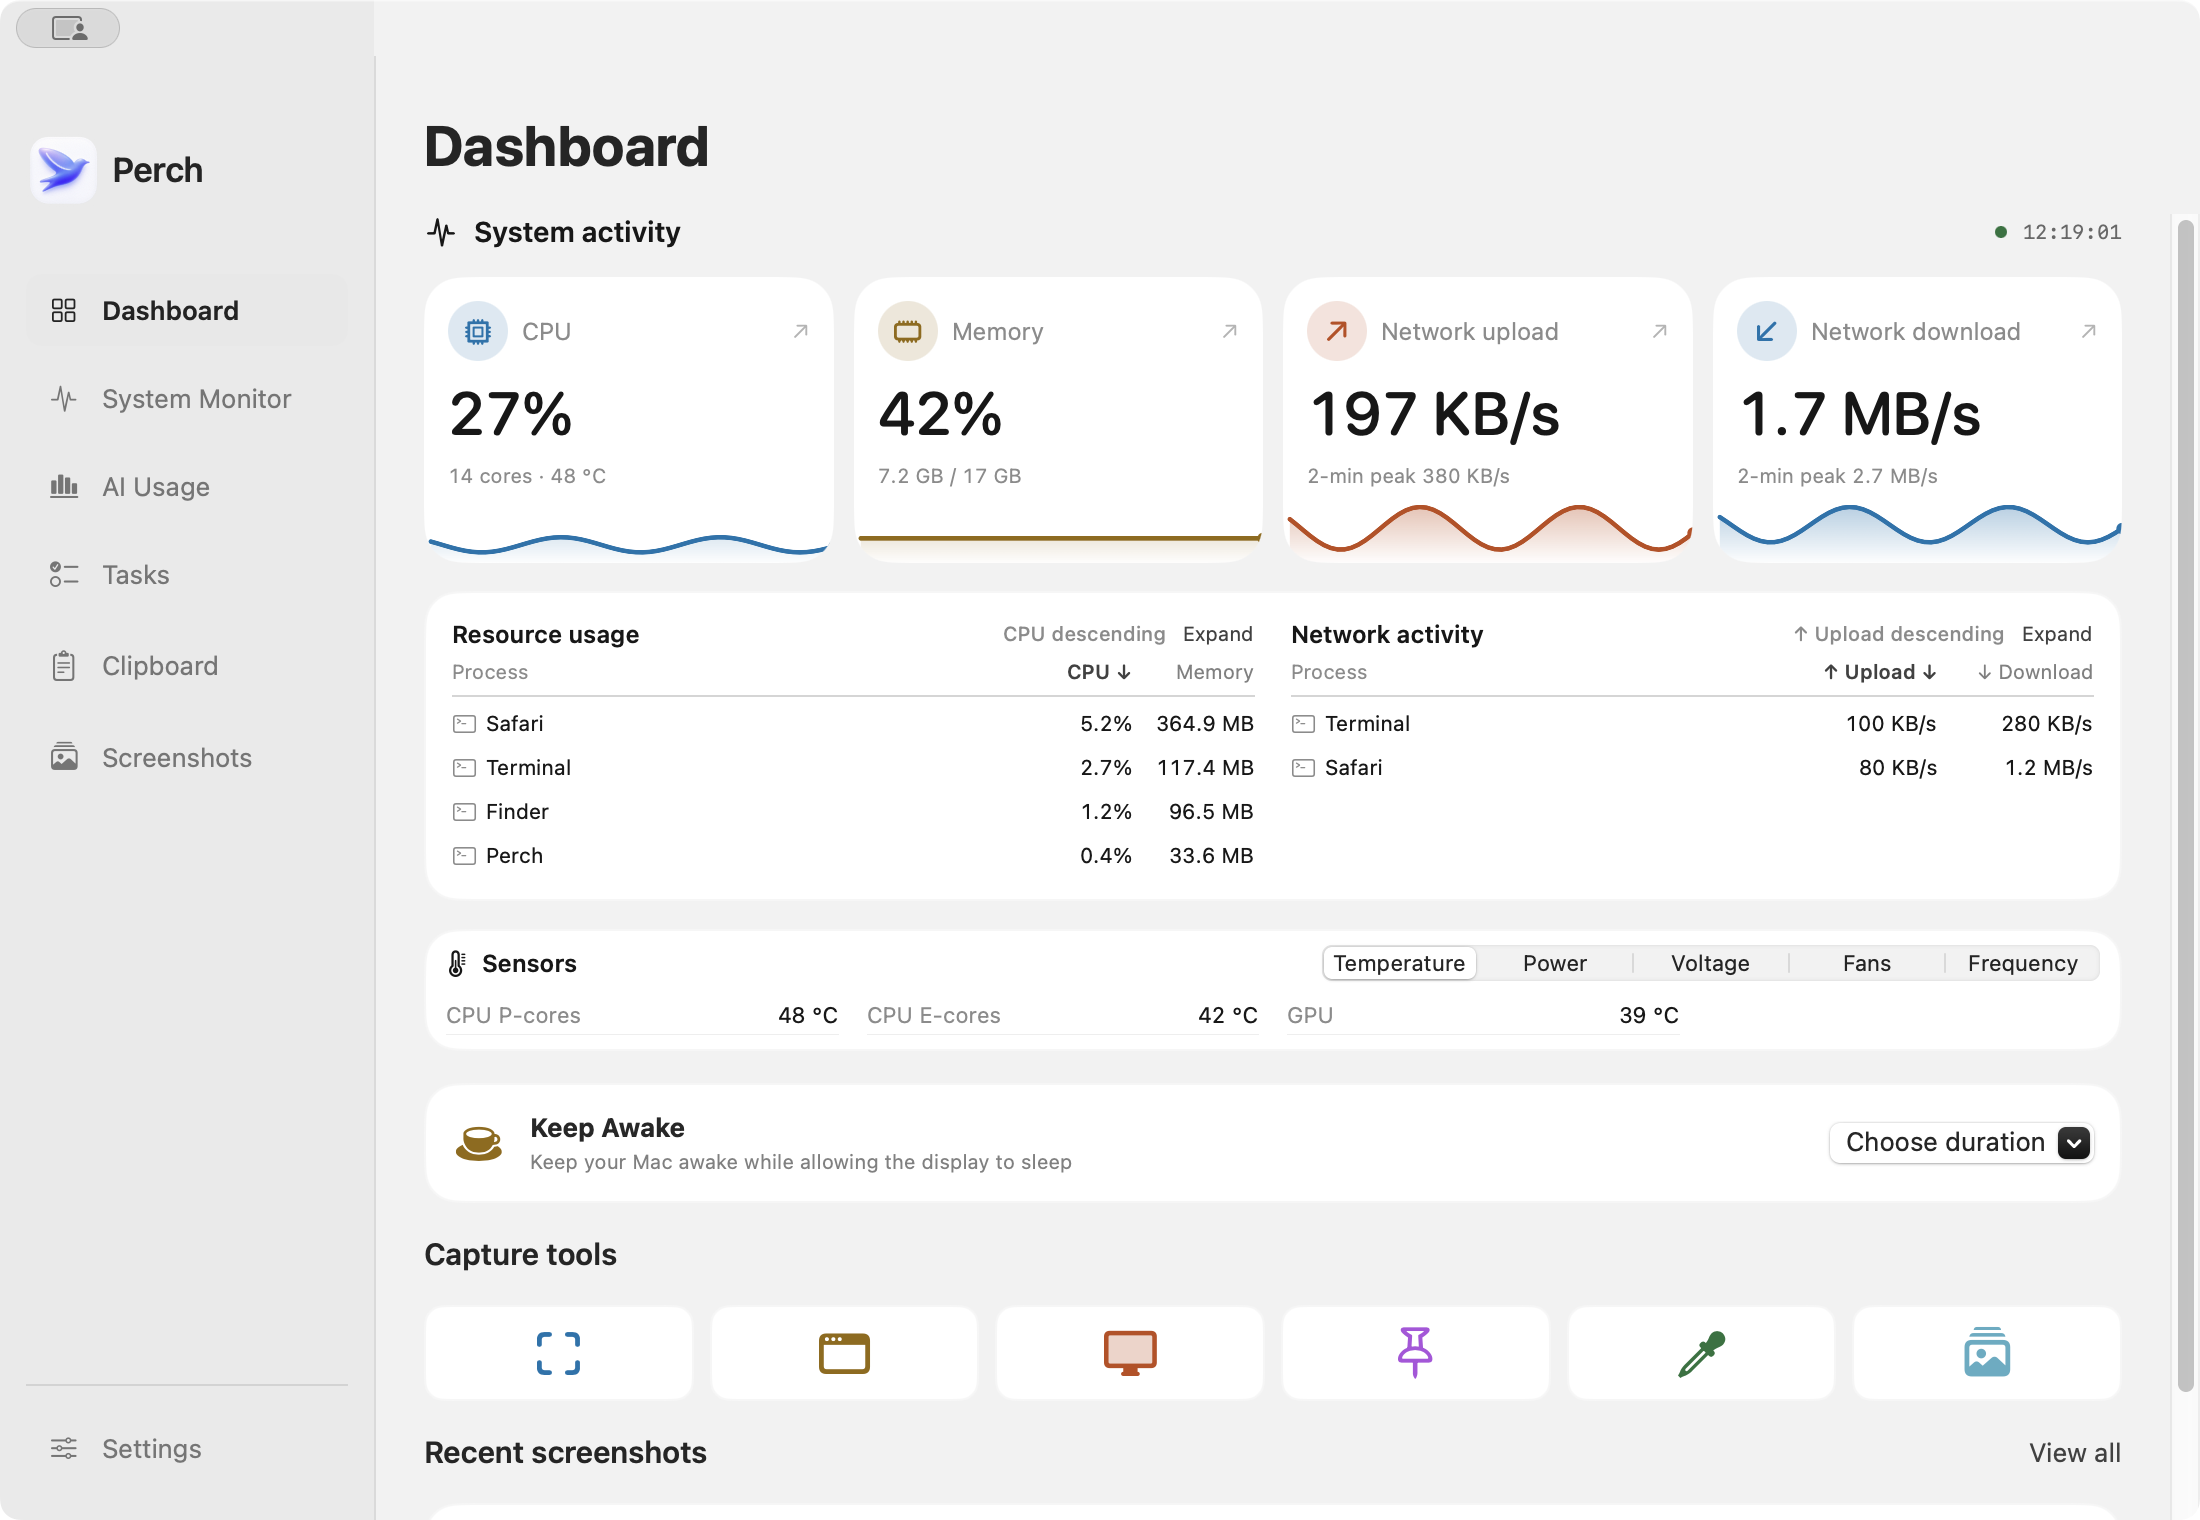 Perch
Dashboard
System Monitor
AI Usage
Tasks
Clipboard
Screenshots
Settings
Dashboard
System activity
12:19:01
CPU
27%
14 cores · 48 °C
Memory
42%
7.2 GB / 17 GB
Network upload
197 KB/s
2-min peak 380 KB/s
Network download
1.7 MB/s
2-min peak 2.7 MB/s
Resource usage CPU descending Expand
Process CPU ↓ Memory
Safari 5.2% 364.9 MB
Terminal 2.7% 117.4 MB
Finder 1.2% 96.5 MB
Perch 0.4% 33.6 MB
Network activity ↑ Upload descending Expand
Process ↑ Upload ↓ ↓ Download
Terminal 100 KB/s 280 KB/s
Safari 80 KB/s 1.2 MB/s
Sensors Temperature Power Voltage Fans Frequency
CPU P-cores 48 °C CPU E-cores 42 °C GPU 39 °C
Keep Awake
Keep your Mac awake while allowing the display to sleep
Choose duration
Capture tools
Recent screenshots View all